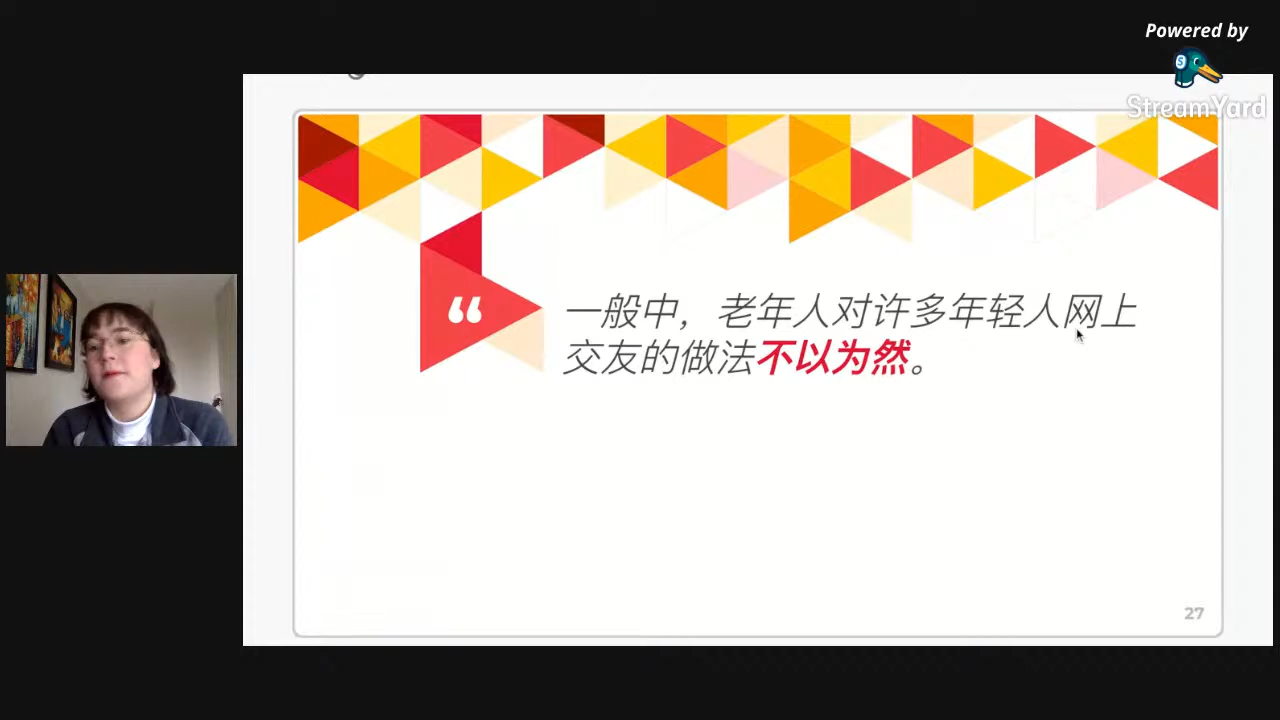 Powered by
StreamYard
“
一般中，老年人对许多年轻人网上
交友的做法不以为然。
27